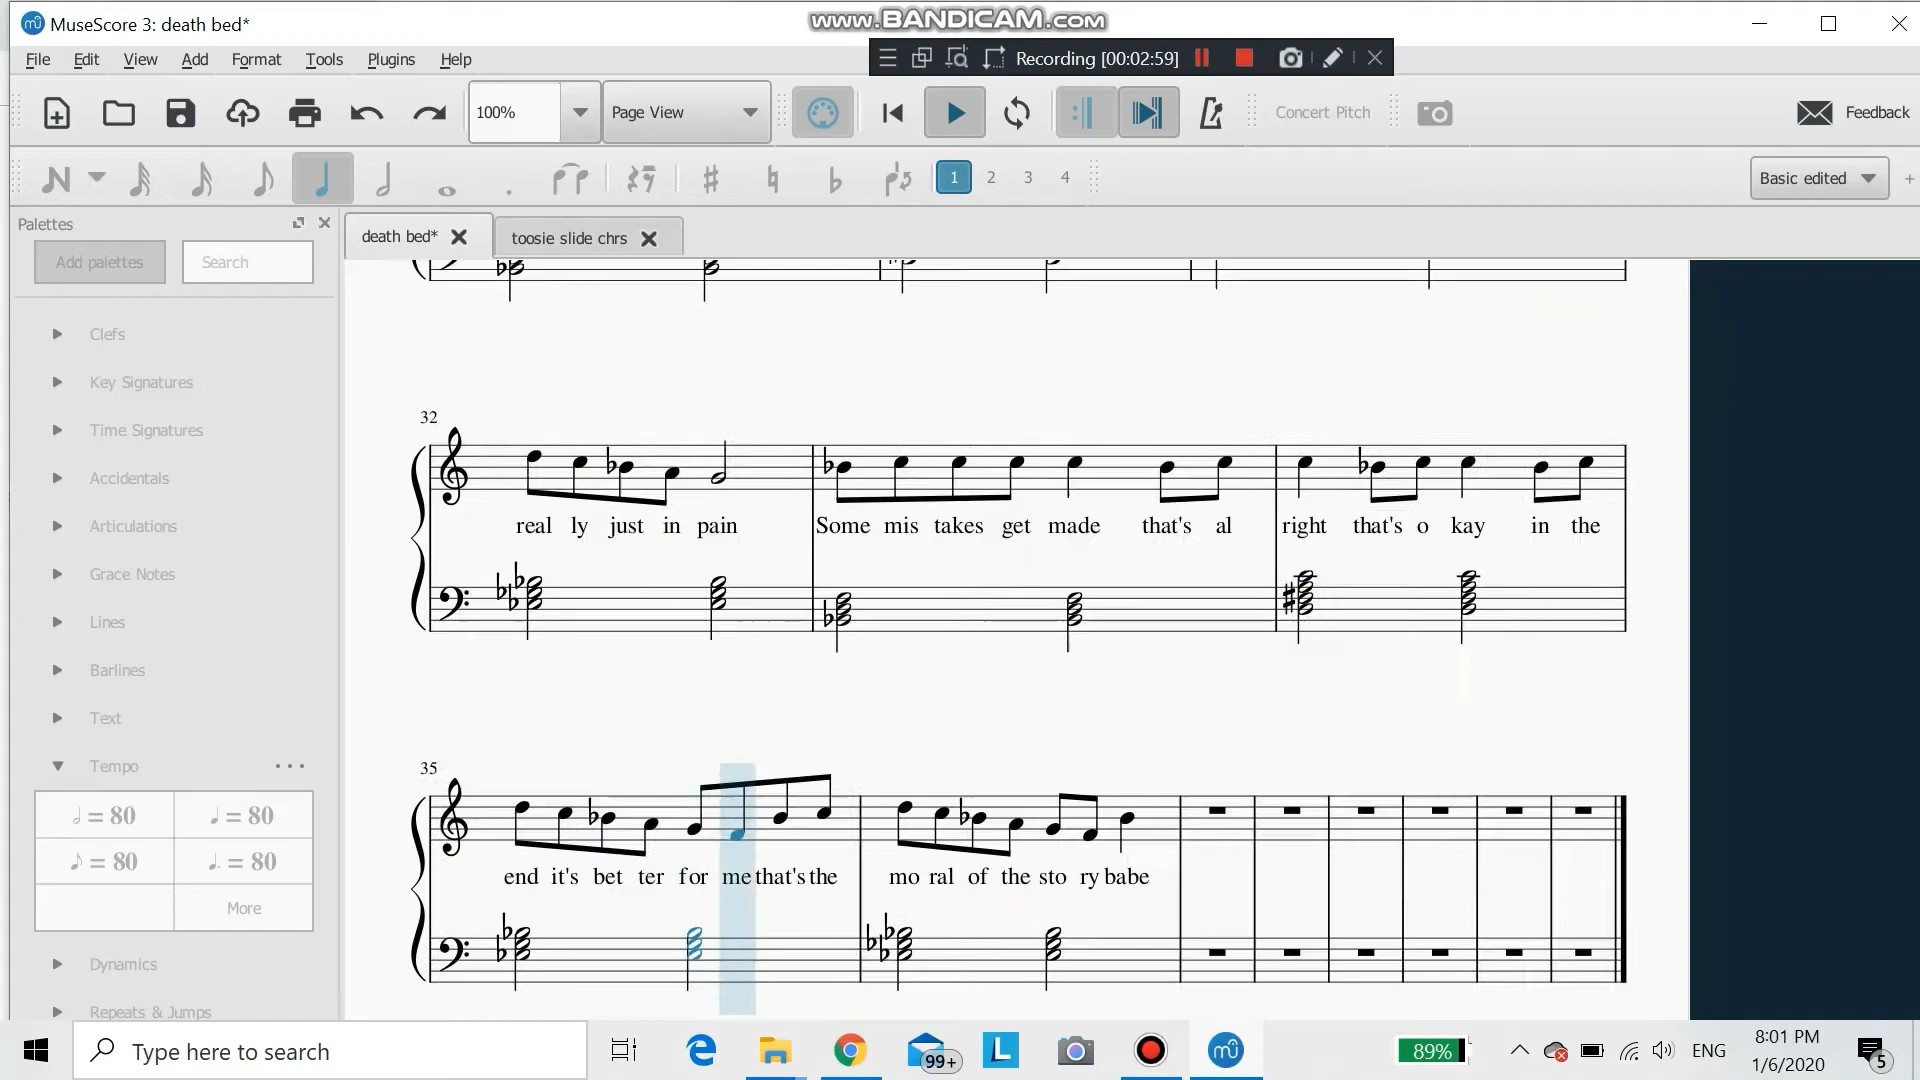 www.BANDICAM.com
MuseScore 3: death bed*
File Edit View Add Format Tools Plugins Help
Recording [00:02:59]
100%
Page View
Concert Pitch
Feedback
1 2 3 4
Basic edited
Palettes
Add palettes
Search
death bed*
toosie slide chrs
Clefs
Key Signatures
Time Signatures
Accidentals
Articulations
Grace Notes
Lines
Barlines
Text
Tempo
= 80
= 80
= 80
= 80
More
Dynamics
Repeats & Jumps
32
real ly just in pain Some mis takes get made that's al right that's o kay in the
35
end it's bet ter for me that's the mo ral of the sto ry babe
Type here to search
99+
L
89%
ENG
8:01 PM
1/6/2020
5